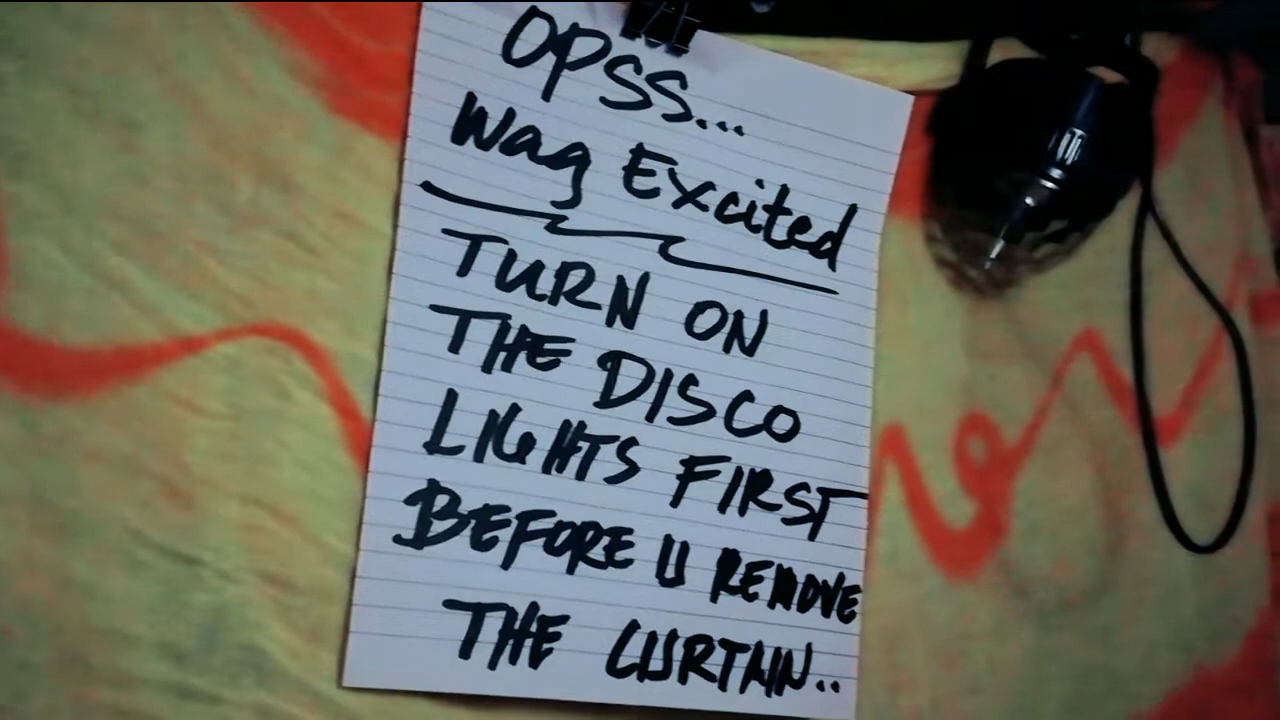 OPSS...
Wag Excited
TURN ON
THE DISCO
LIGHTS FIRST
BEFORE U REMOVE
THE CURTAIN..